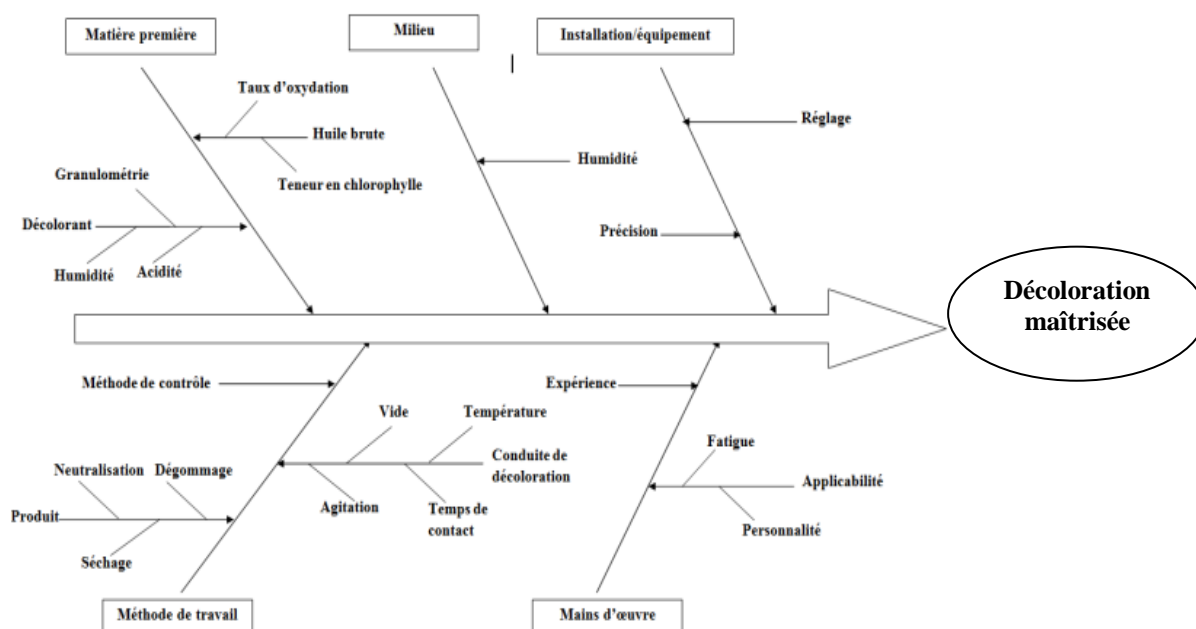 Matière première
Milieu
Installation/équipement
Taux d'oxydation
Huile brute
Teneur en chlorophylle
Granulométrie
Décolorant
Humidité
Acidité
Humidité
Réglage
Précision
Décoloration
maîtrisée
Méthode de contrôle
Vide
Température
Conduite de
décoloration
Agitation
Temps de
contact
Neutralisation
Dégommage
Produit
Séchage
Méthode de travail
Expérience
Fatigue
Applicabilité
Personnalité
Mains d'œuvre